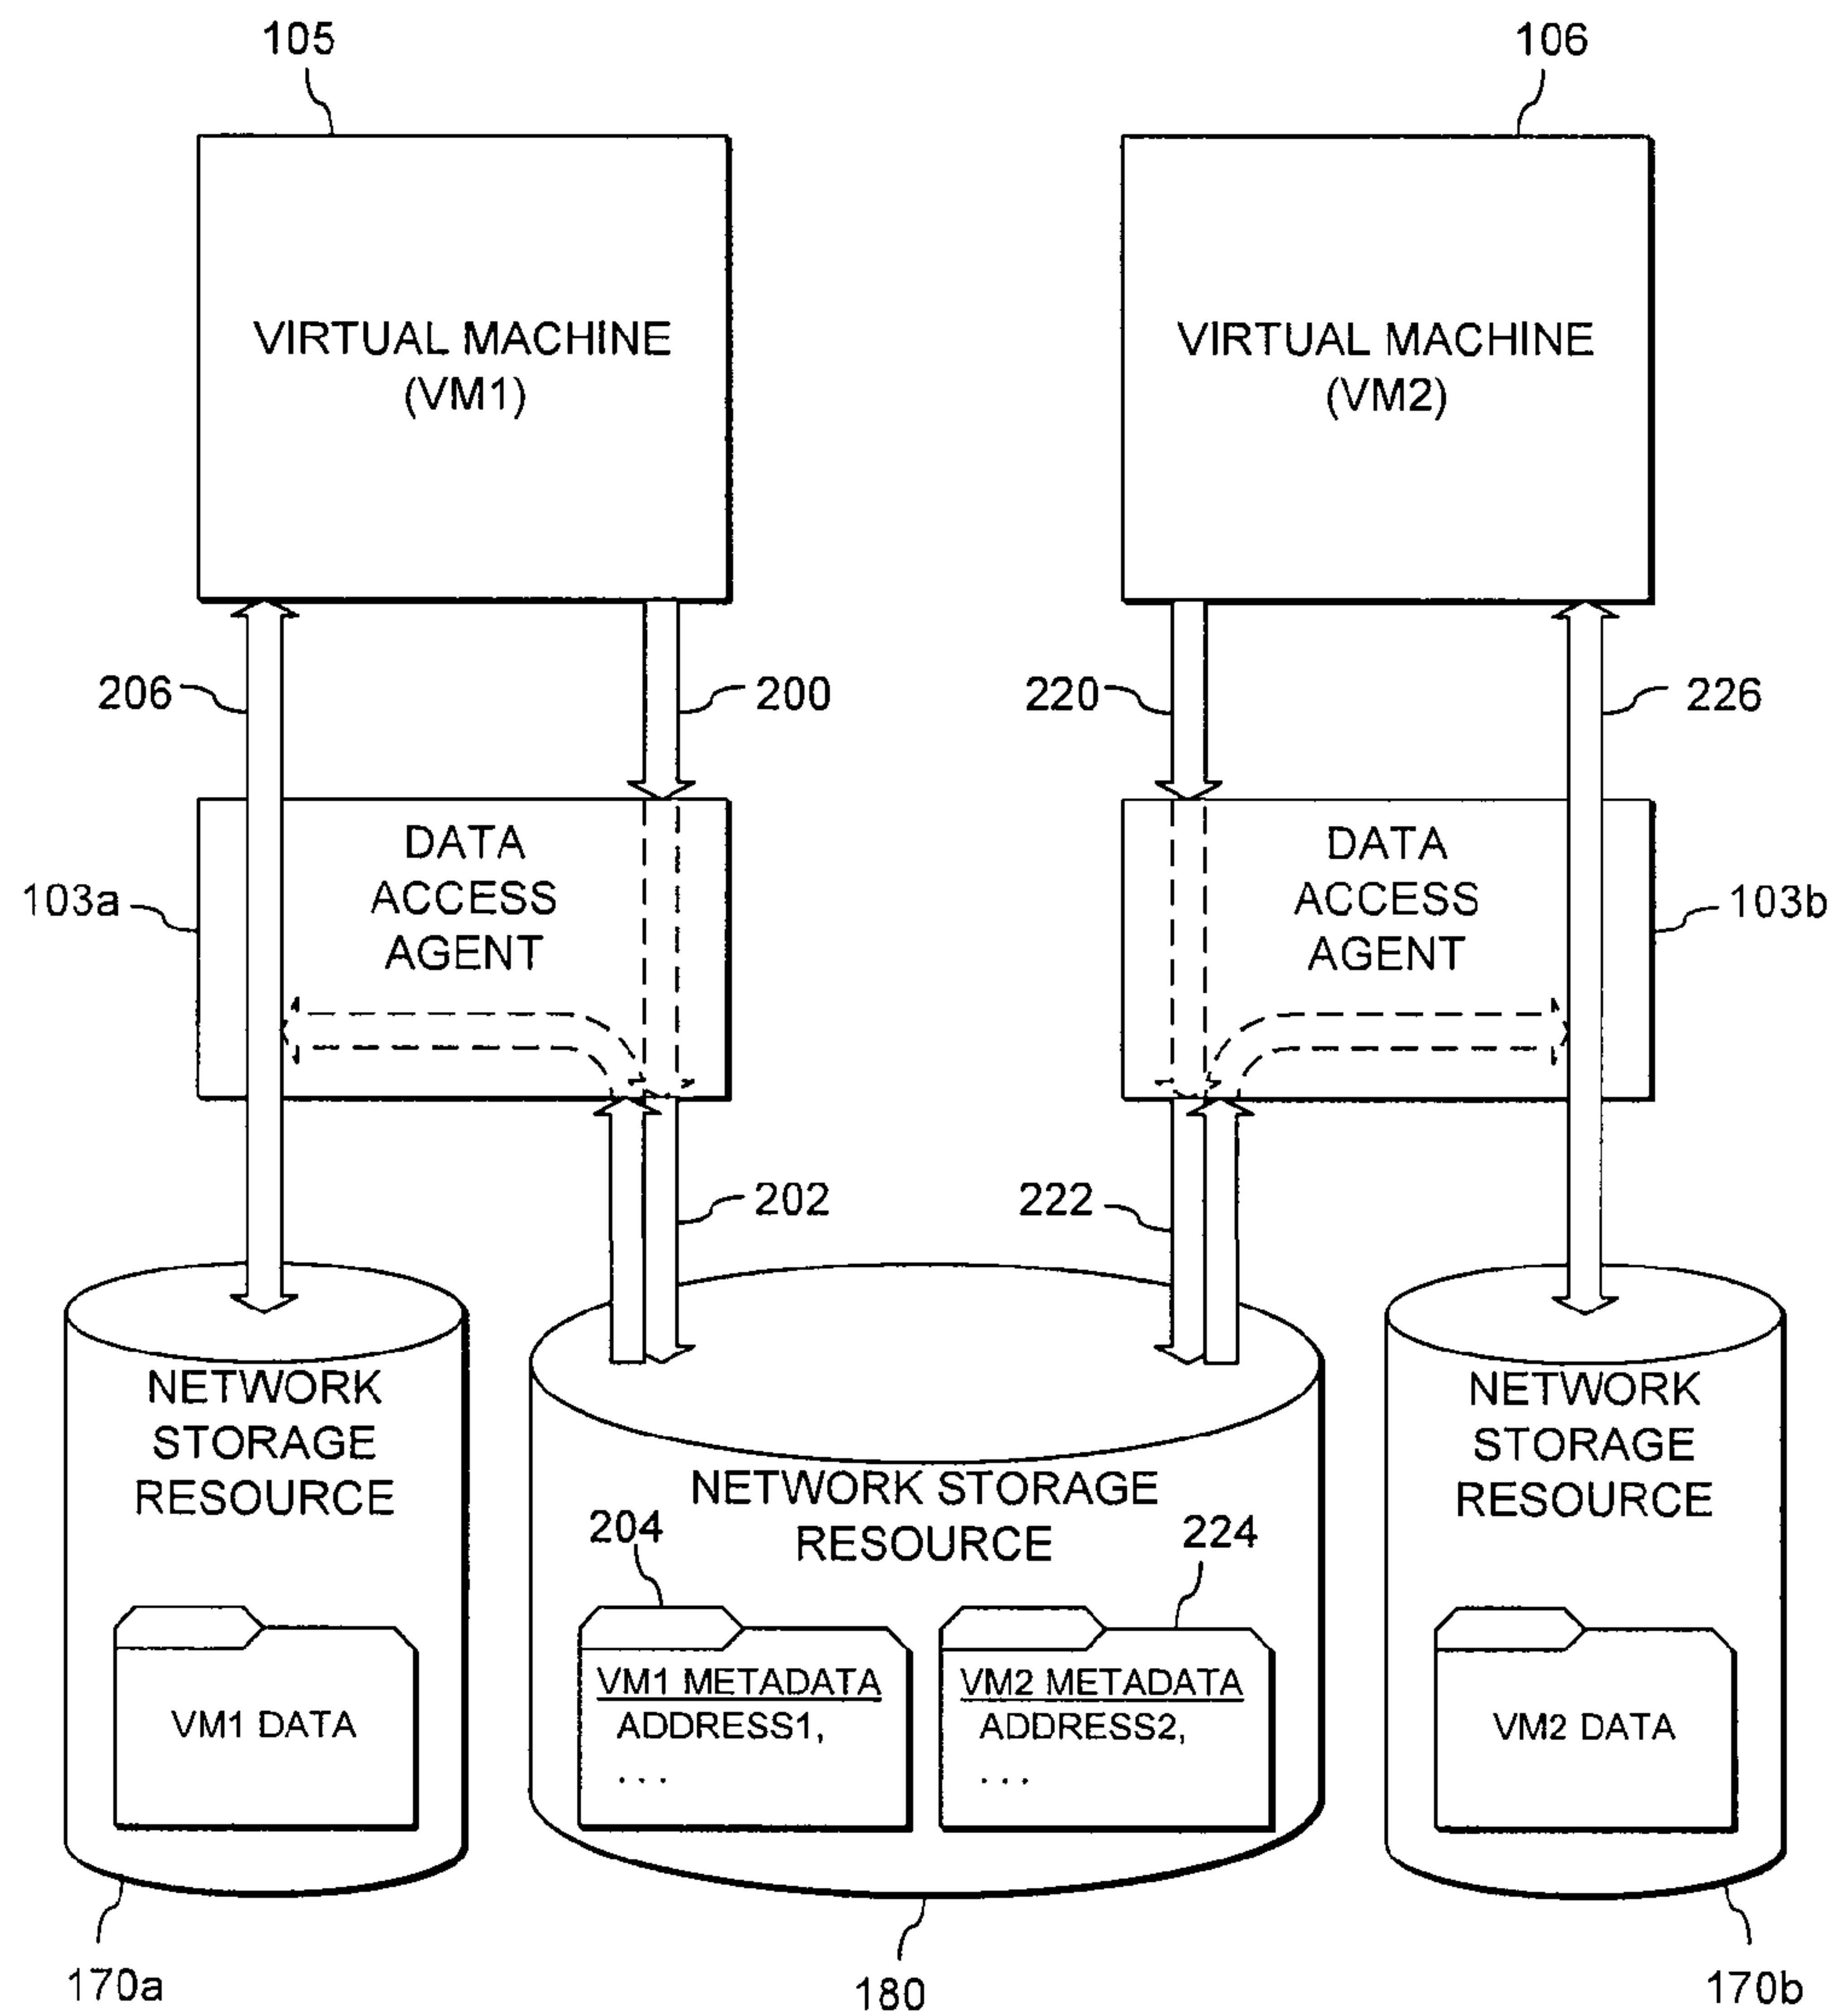 105
106
VIRTUAL MACHINE
(VM1)
VIRTUAL MACHINE
(VM2)
206
200
220
226
DATA
ACCESS
AGENT
DATA
ACCESS
AGENT
103a
103b
202
222
NETWORK
STORAGE
RESOURCE
NETWORK STORAGE
RESOURCE
NETWORK
STORAGE
RESOURCE
204
224
VM1 DATA
VM1 METADATA
ADDRESS1,
...
VM2 METADATA
ADDRESS2,
...
VM2 DATA
170a
180
170b